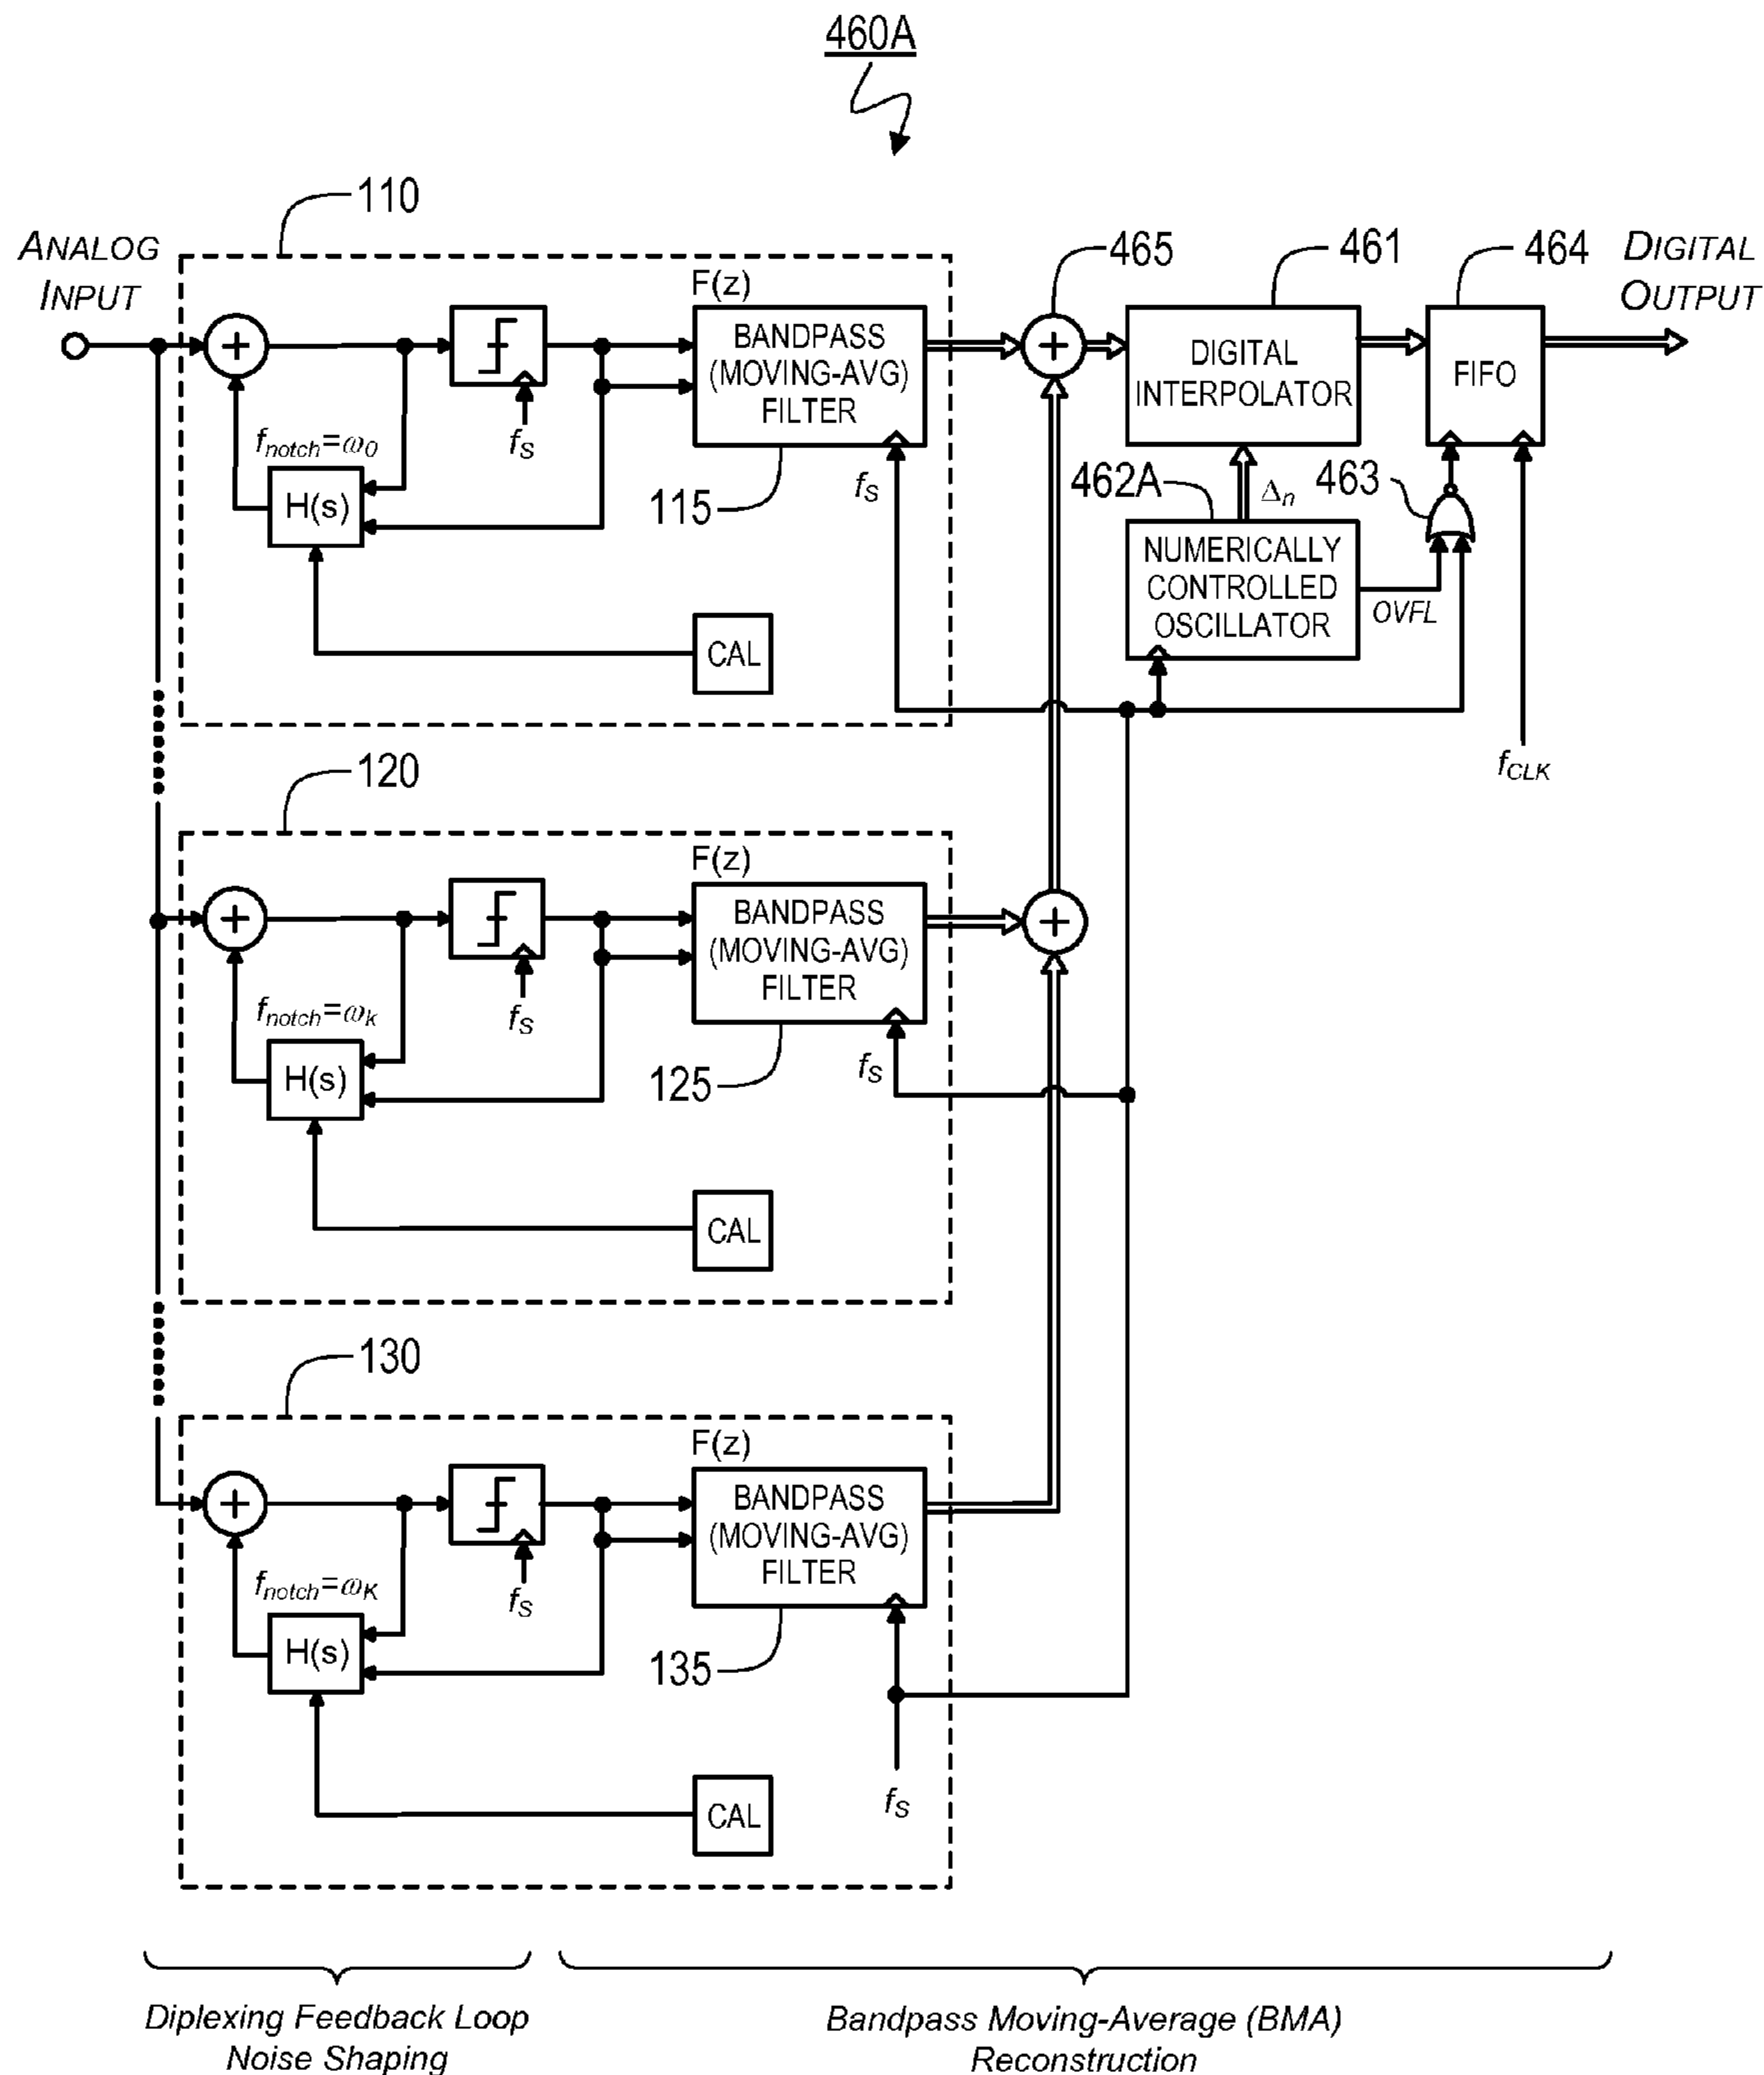 460A
110
ANALOG
INPUT
+
F(z)
BANDPASS
(MOVING-AVG)
FILTER
fS
fnotch=ω0
H(s)
115
fS
CAL
465
+
461
DIGITAL
INTERPOLATOR
464
FIFO
DIGITAL
OUTPUT
462A
Δn
463
NUMERICALLY
CONTROLLED
OSCILLATOR
OVFL
fCLK
120
+
F(z)
BANDPASS
(MOVING-AVG)
FILTER
+
fS
fnotch=ωk
H(s)
125
fS
CAL
130
+
F(z)
BANDPASS
(MOVING-AVG)
FILTER
fS
fnotch=ωK
H(s)
135
CAL
fS
Diplexing Feedback Loop
Noise Shaping
Bandpass Moving-Average (BMA)
Reconstruction